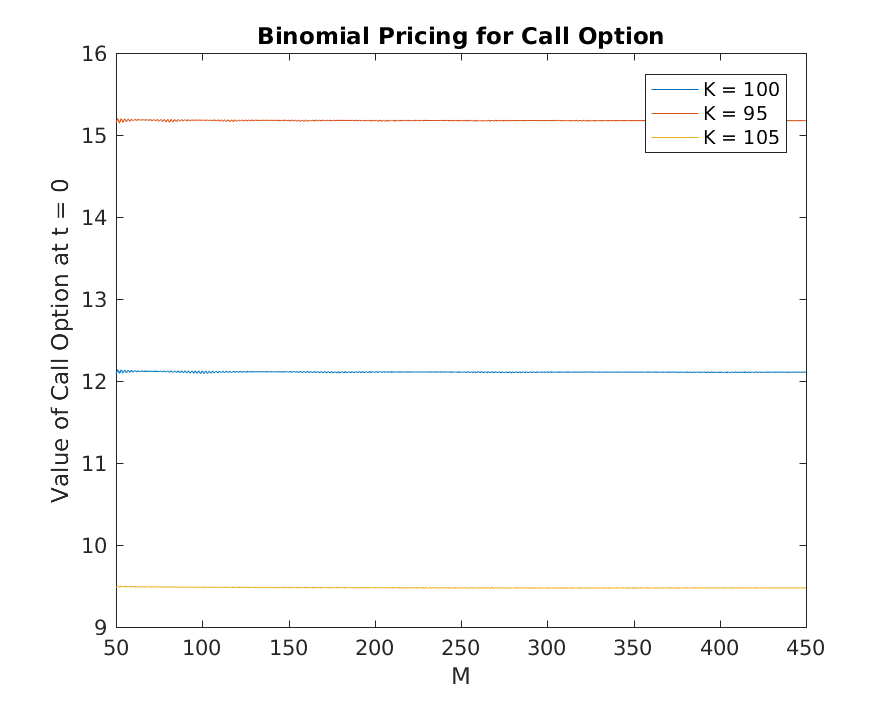 Binomial Pricing for Call Option
16
15
14
13
12
11
10
9
Value of Call Option at t = 0
K = 100
K = 95
K = 105
50 100 150 200 250 300 350 400 450
M